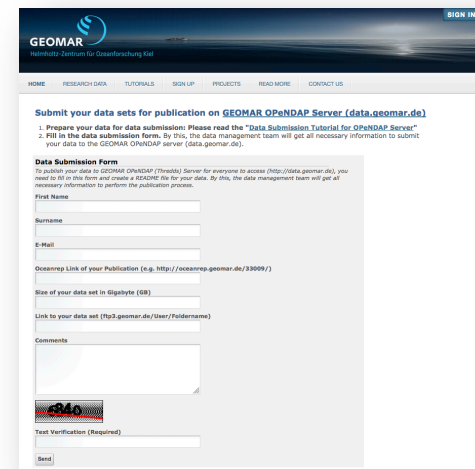 SIGN IN
GEOMAR
Helmholtz-Zentrum für Ozeanforschung Kiel
HOME RESEARCH DATA TUTORIALS SIGN UP PROJECTS READ MORE CONTACT US
Submit your data sets for publication on GEOMAR OPeNDAP Server (data.geomar.de)
1. Prepare your data for data submission: Please read the "Data Submission Tutorial for OPeNDAP Server"
2. Fill in the data submission form. By this, the data management team will get all necessary information to submit
your data to the GEOMAR OPeNDAP server (data.geomar.de).
Data Submission Form
To publish your data to GEOMAR OPeNDAP (Thredds) Server for everyone to access (http://data.geomar.de), you
need to fill in this form and create a README file for your data. By this, the data management team will get all
necessary information to perform the publication process.
First Name
Surname
E-Mail
Oceanrep Link of your Publication (e.g. http://oceanrep.geomar.de/33009/)
Size of your data set in Gigabyte (GB)
Link to your data set (ftp3.geomar.de/User/Foldername)
Comments
Text Verification (Required)
Send